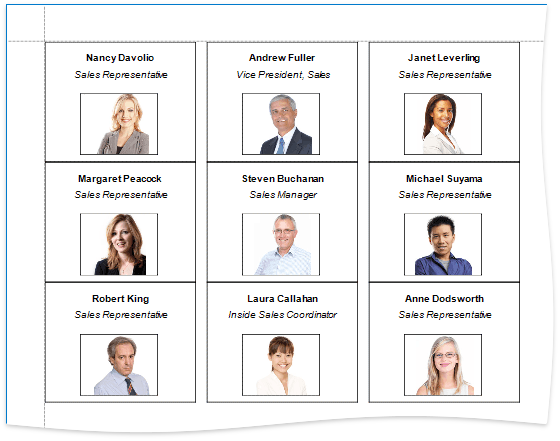 Nancy Davolio
Sales Representative
Andrew Fuller
Vice President, Sales
Janet Leverling
Sales Representative
Margaret Peacock
Sales Representative
Steven Buchanan
Sales Manager
Michael Suyama
Sales Representative
Robert King
Sales Representative
Laura Callahan
Inside Sales Coordinator
Anne Dodsworth
Sales Representative